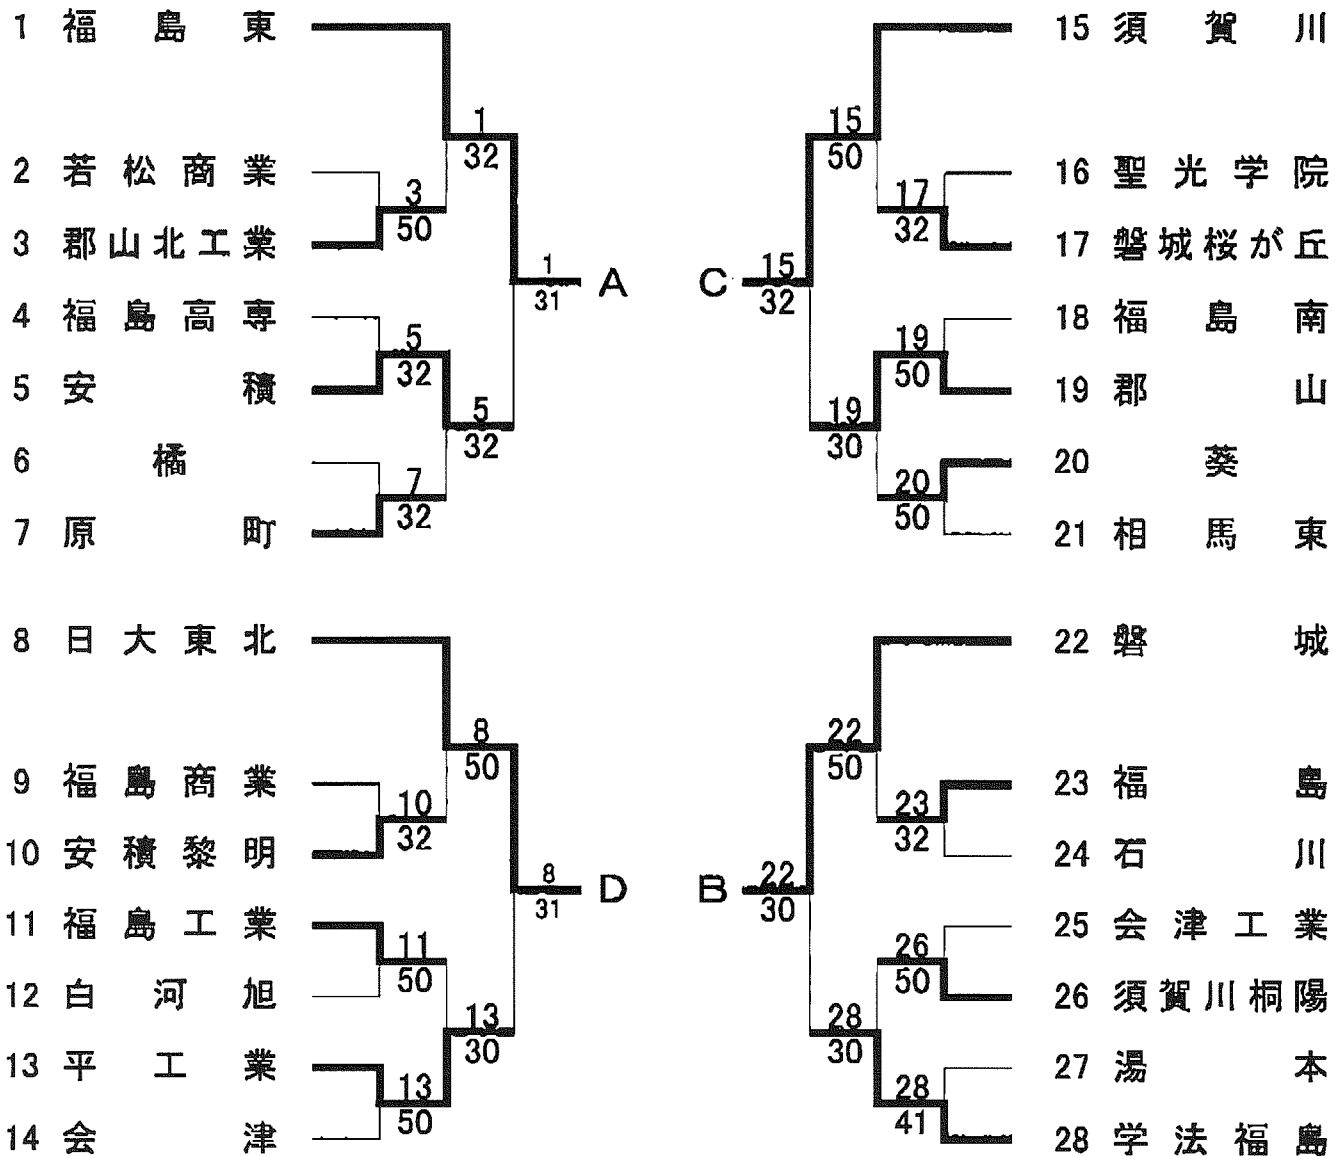 1 福島東
1
32
2 若松商業
3
50
3 郡山北工業
1
31
A
4 福島高専
5
32
5 安積
5
32
6 橘
7
32
7 原町
8 日大東北
8
50
9 福島商業
10
32
10 安積黎明
8
31
D
11 福島工業
11
50
12 白河旭
13
30
13 平工業
13
50
14 会津
15 須賀川
15
50
16 聖光学院
17
32
17 磐城桜が丘
C
15
32
18 福島南
19
50
19 郡山
19
30
20 葵
20
50
21 相馬東
22 磐城
22
50
23 福島
23
32
24 石川
B
22
30
25 会津工業
26
50
26 須賀川桐陽
28
30
27 湯本
28
41
28 学法福島